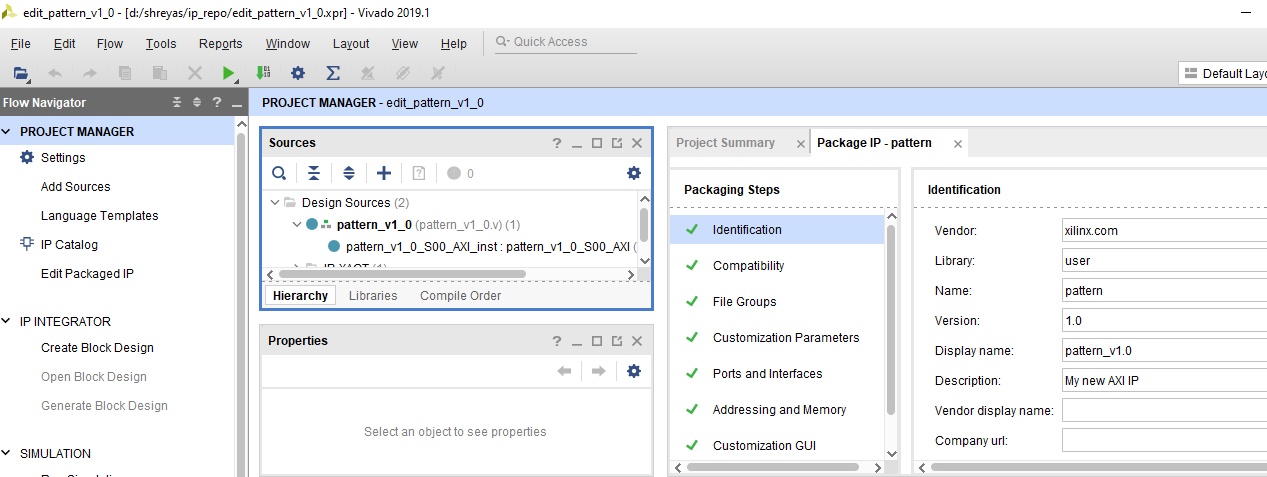 edit_pattern_v1_0 - [d:/shreyas/ip_repo/edit_pattern_v1_0.xpr] - Vivado 2019.1
File Edit Flow Tools Reports Window Layout View Help Quick Access
Default Layo
Flow Navigator
PROJECT MANAGER
Settings
Add Sources
Language Templates
IP Catalog
Edit Packaged IP
IP INTEGRATOR
Create Block Design
Open Block Design
Generate Block Design
SIMULATION
PROJECT MANAGER - edit_pattern_v1_0
Sources
0
Design Sources (2)
pattern_v1_0 (pattern_v1_0.v) (1)
pattern_v1_0_S00_AXI_inst : pattern_v1_0_S00_AXI (
IP-XACT (1)
Hierarchy Libraries Compile Order
Properties
Select an object to see properties
Project Summary Package IP - pattern
Packaging Steps
Identification
Compatibility
File Groups
Customization Parameters
Ports and Interfaces
Addressing and Memory
Customization GUI
Identification
Vendor: xilinx.com
Library: user
Name: pattern
Version: 1.0
Display name: pattern_v1.0
Description: My new AXI IP
Vendor display name:
Company url: